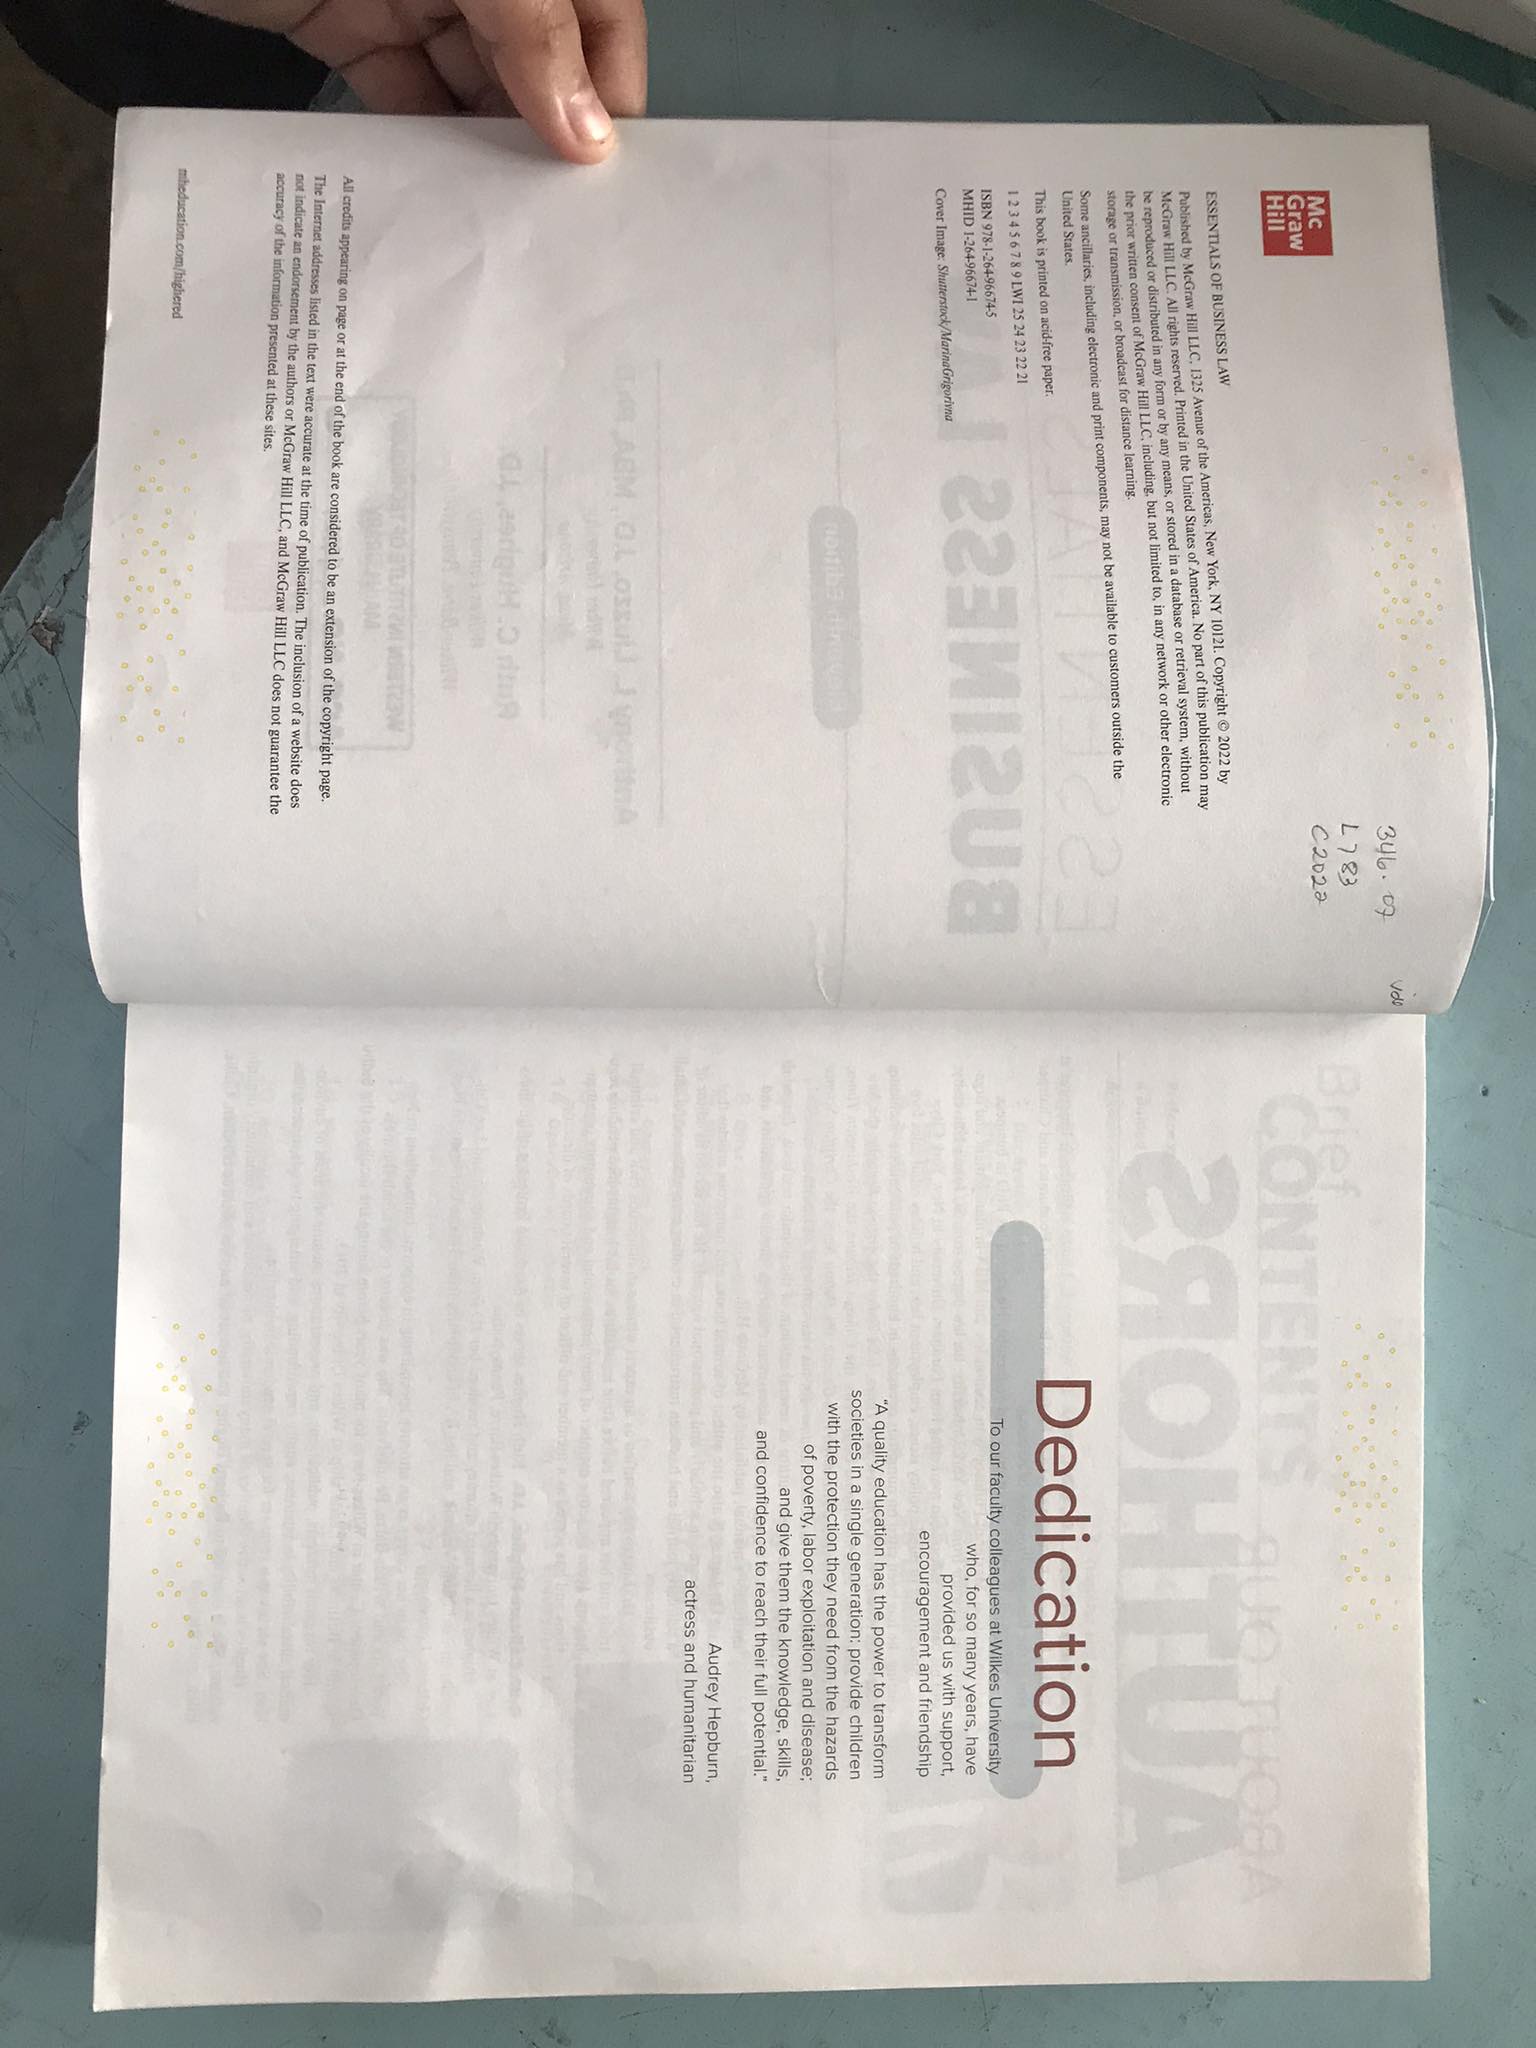 346.07
L783
C2022
Mc
Graw
Hill
ESSENTIALS OF BUSINESS LAW
Published by McGraw Hill LLC, 1325 Avenue of the Americas, New York, NY 10121. Copyright © 2022 by
McGraw Hill LLC. All rights reserved. Printed in the United States of America. No part of this publication may
be reproduced or distributed in any form or by any means, or stored in a database or retrieval system, without
the prior written consent of McGraw Hill LLC, including, but not limited to, in any network or other electronic
storage or transmission, or broadcast for distance learning.
Some ancillaries, including electronic and print components, may not be available to customers outside the
United States.
This book is printed on acid-free paper.
1 2 3 4 5 6 7 8 9 LWI 25 24 23 22 21
ISBN 978-1-264-96674-5
MHID 1-264-96674-1
Cover Image: Shutterstock/MarinaGrigorivna
All credits appearing on page or at the end of the book are considered to be an extension of the copyright page.
The Internet addresses listed in the text were accurate at the time of publication. The inclusion of a website does
not indicate an endorsement by the authors or McGraw Hill LLC, and McGraw Hill LLC does not guarantee the
accuracy of the information presented at these sites.
mheducation.com/highered
Brief
CONTENTS
ABOUT OUR
AUTHORS
Dedication
To our faculty colleagues at Wilkes University
who, for so many years, have
provided us with support,
encouragement and friendship
“A quality education has the power to transform
societies in a single generation: provide children
with the protection they need from the hazards
of poverty, labor exploitation and disease;
and give them the knowledge, skills,
and confidence to reach their full potential.”
Audrey Hepburn,
actress and humanitarian